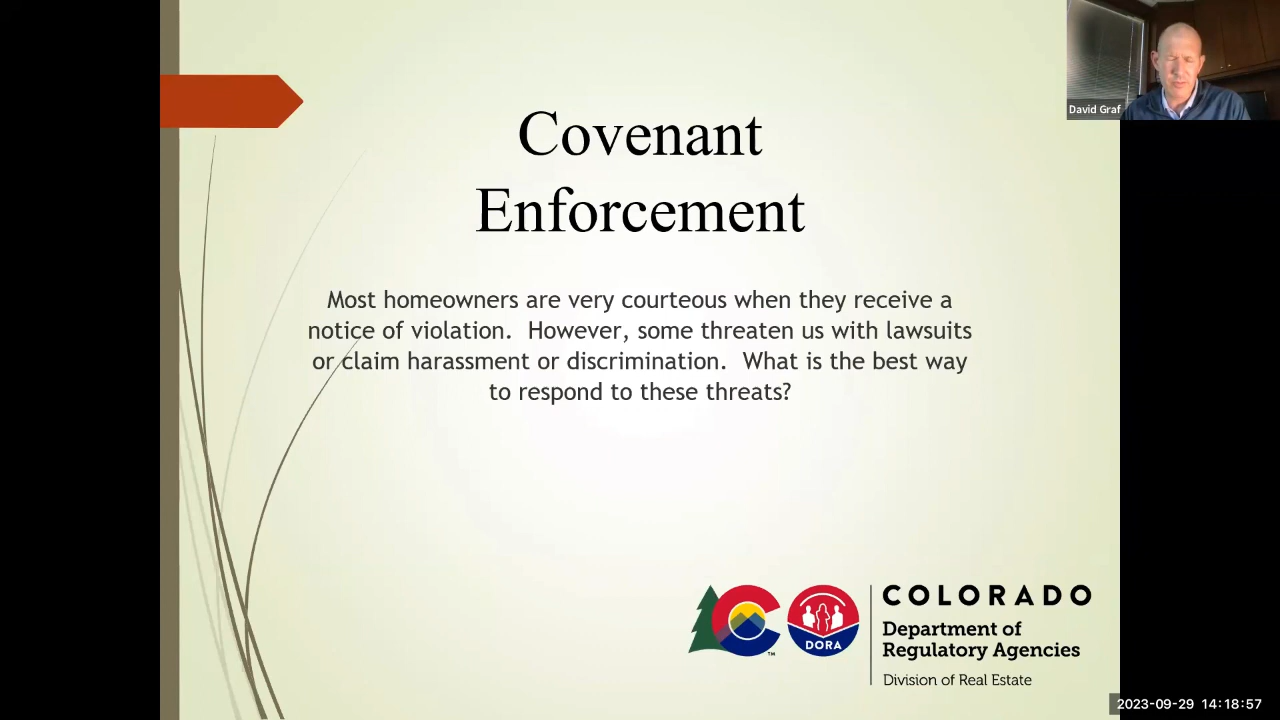 David Graf
Covenant
Enforcement
Most homeowners are very courteous when they receive a
notice of violation.  However, some threaten us with lawsuits
or claim harassment or discrimination.  What is the best way
to respond to these threats?
TM
DORA
COLORADO
Department of
Regulatory Agencies
Division of Real Estate
2023-09-29 14:18:57